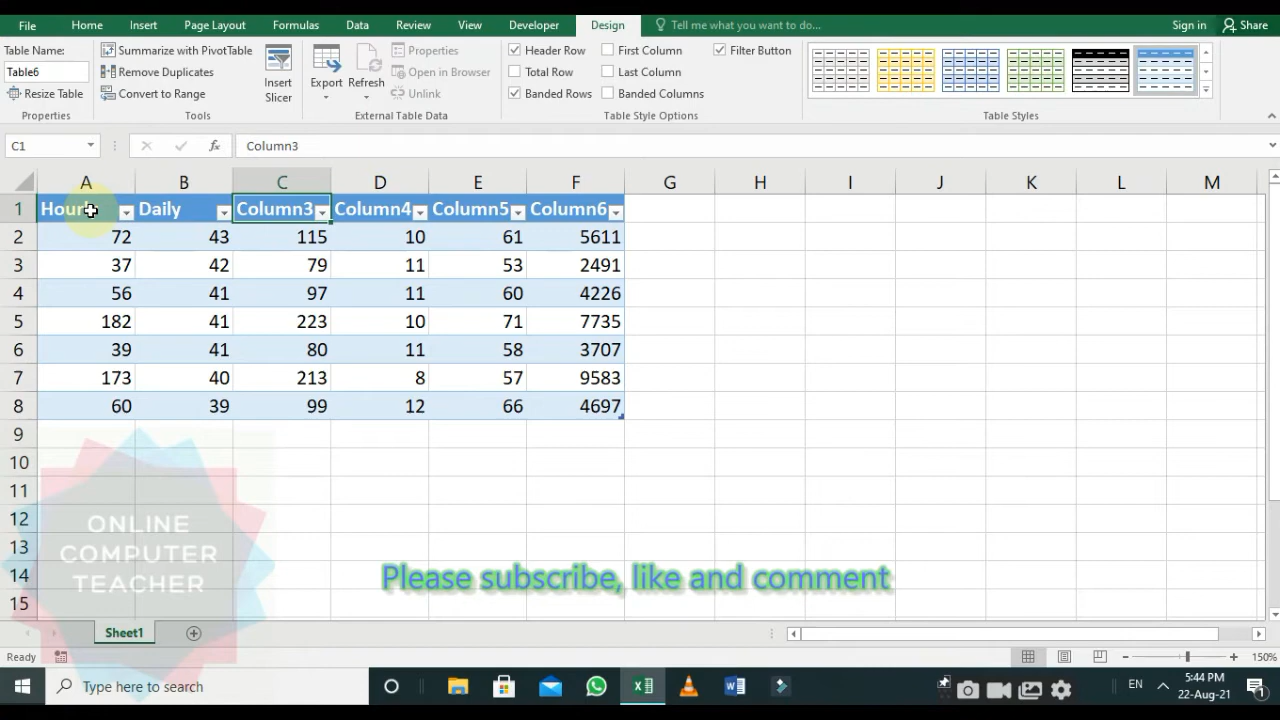 File Home Insert Page Layout Formulas Data Review View Developer Design Tell me what you want to do... Sign in Share
Table Name: Summarize with PivotTable Properties Header Row First Column Filter Button
Table6 Remove Duplicates Insert Slicer Export Refresh Open in Browser Total Row Last Column
Resize Table Convert to Range Unlink Banded Rows Banded Columns
Properties Tools External Table Data Table Style Options Table Styles
C1 fx Column3
A B C D E F G H I J K L M
1 Daily Column3 Column4 Column5 Column6
2 72 43 115 10 61 5611
3 37 42 79 11 53 2491
4 56 41 97 11 60 4226
5 182 41 223 10 71 7735
6 39 41 80 11 58 3707
7 173 40 213 8 57 9583
8 60 39 99 12 66 4697
9
10
11
12
13
14
15
ONLINE
COMPUTER
TEACHER
Please subscribe, like and comment
Sheet1
Ready 150%
Type here to search EN 5:44 PM
22-Aug-21 1